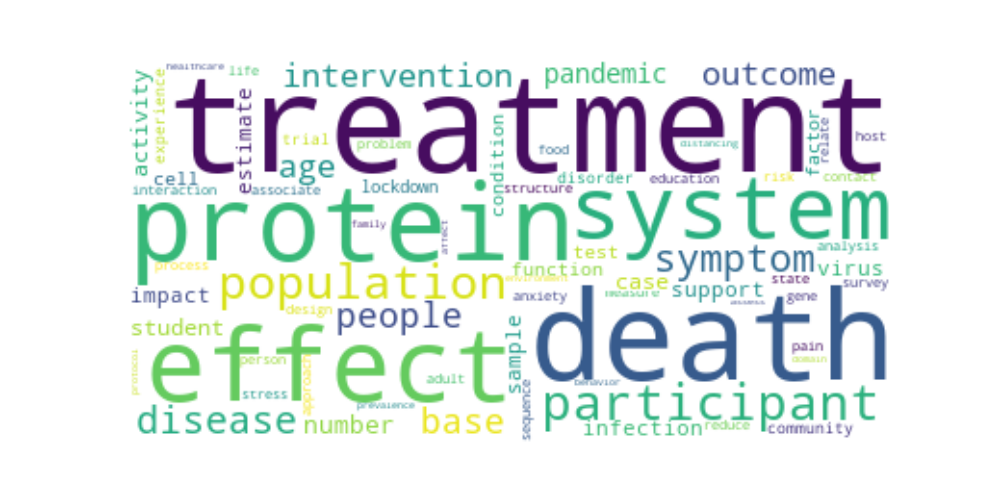 healthcare
life
intervention
pandemic
outcome
activity
experience
treatment
estimate
trial
problem
age
condition
food
distancing
factor
relate
host
cell
interaction
associate
lockdown
structure
disorder
education
risk
contact
protein
system
family
affect
test
symptom
analysis
process
population
function
environment
case
support
state
virus
survey
impact
design
people
anxiety
measure
assess
gene
student
effect
death
person
sample
pain
domain
protocol
approach
stress
adult
behavior
prevalence
sequence
participant
disease
number
base
infection
reduce
community